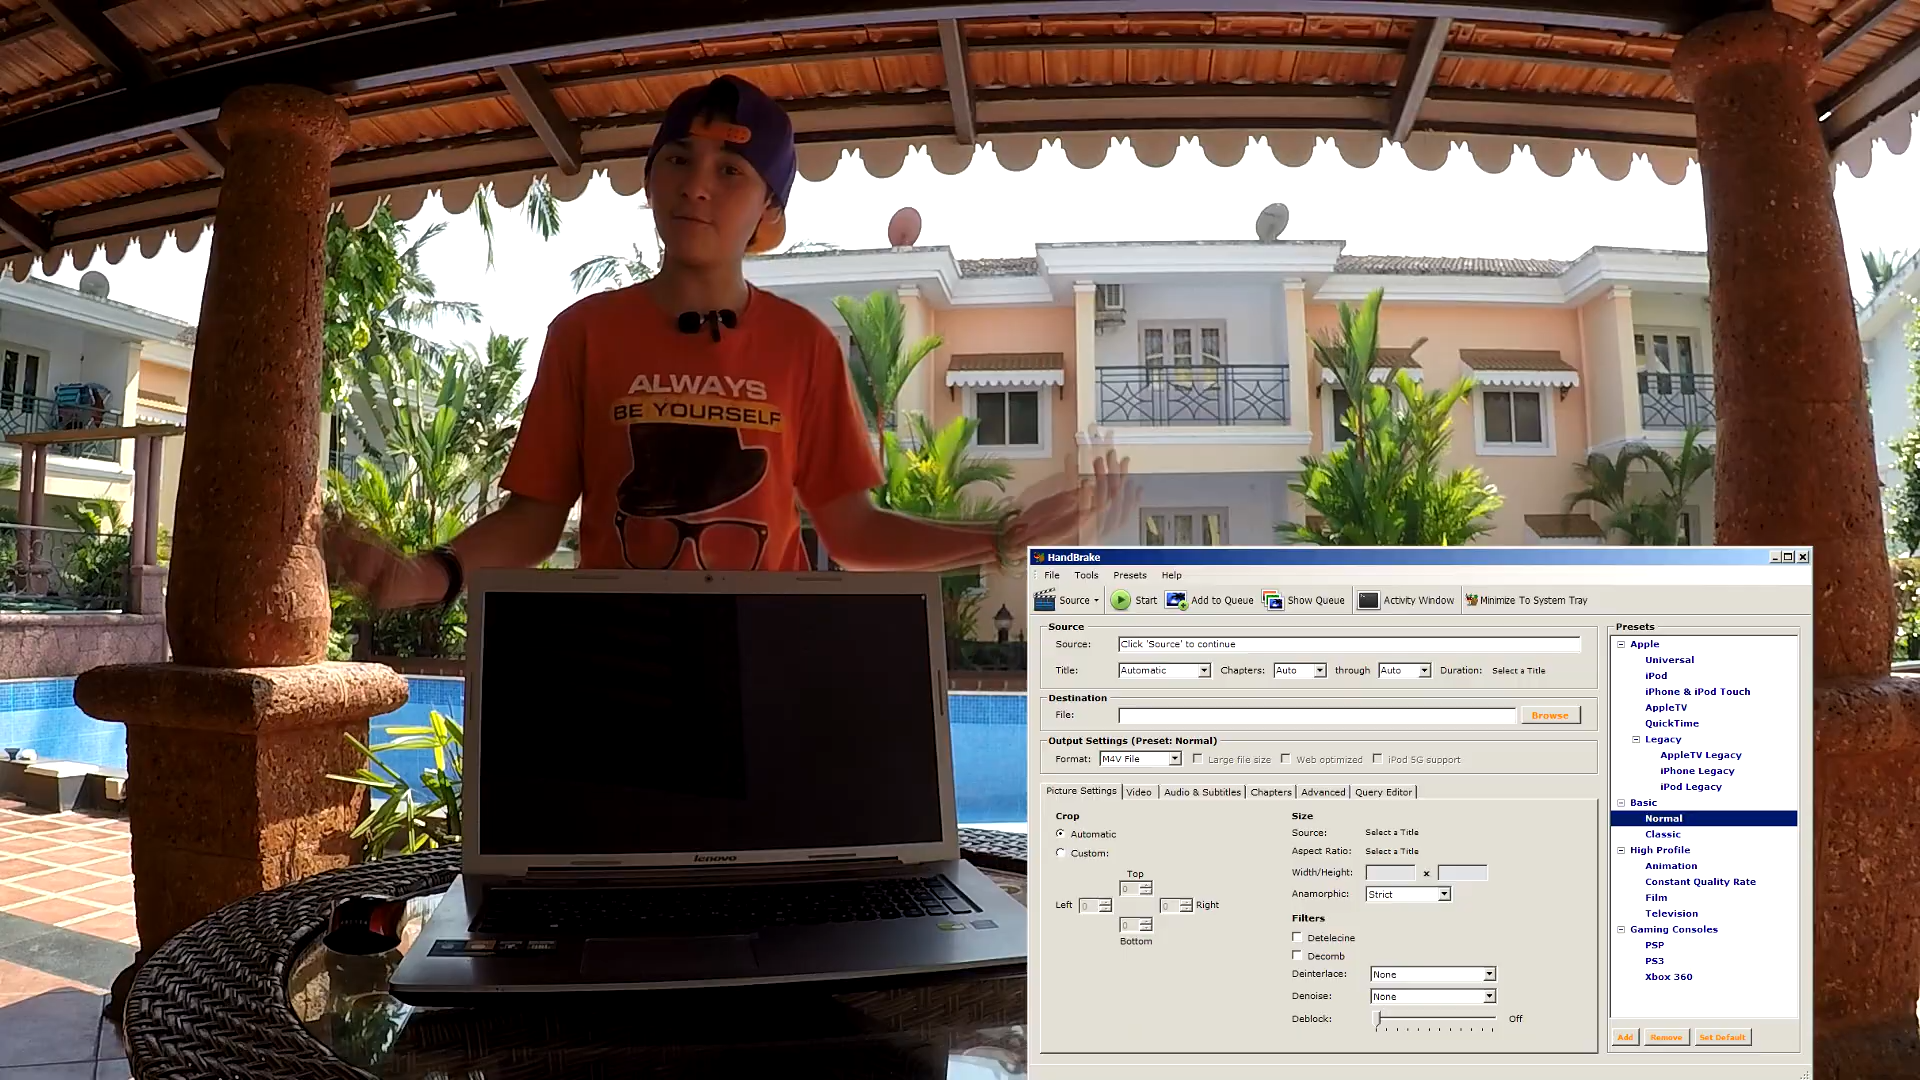 ALWAYS
BE YOURSELF
lenovo
HandBrake
File Tools Presets Help
Source Start Add to Queue Show Queue Activity Window Minimize To System Tray
Source
Source: Click 'Source' to continue
Title: Automatic Chapters: Auto through Auto Duration: Select a Title
Destination
File: Browse
Output Settings (Preset: Normal)
Format: M4V File Large file size Web optimized iPod 5G support
Picture Settings Video Audio & Subtitles Chapters Advanced Query Editor
Crop
Automatic
Custom:
Top
0
Left 0 0 Right
0
Bottom
Size
Source: Select a Title
Aspect Ratio: Select a Title
Width/Height: x
Anamorphic: Strict
Filters
Detelecine
Decomb
Deinterlace: None
Denoise: None
Deblock: Off
Presets
Apple
Universal
iPod
iPhone & iPod Touch
AppleTV
QuickTime
Legacy
AppleTV Legacy
iPhone Legacy
iPod Legacy
Basic
Normal
Classic
High Profile
Animation
Constant Quality Rate
Film
Television
Gaming Consoles
PSP
PS3
Xbox 360
Add Remove Set Default